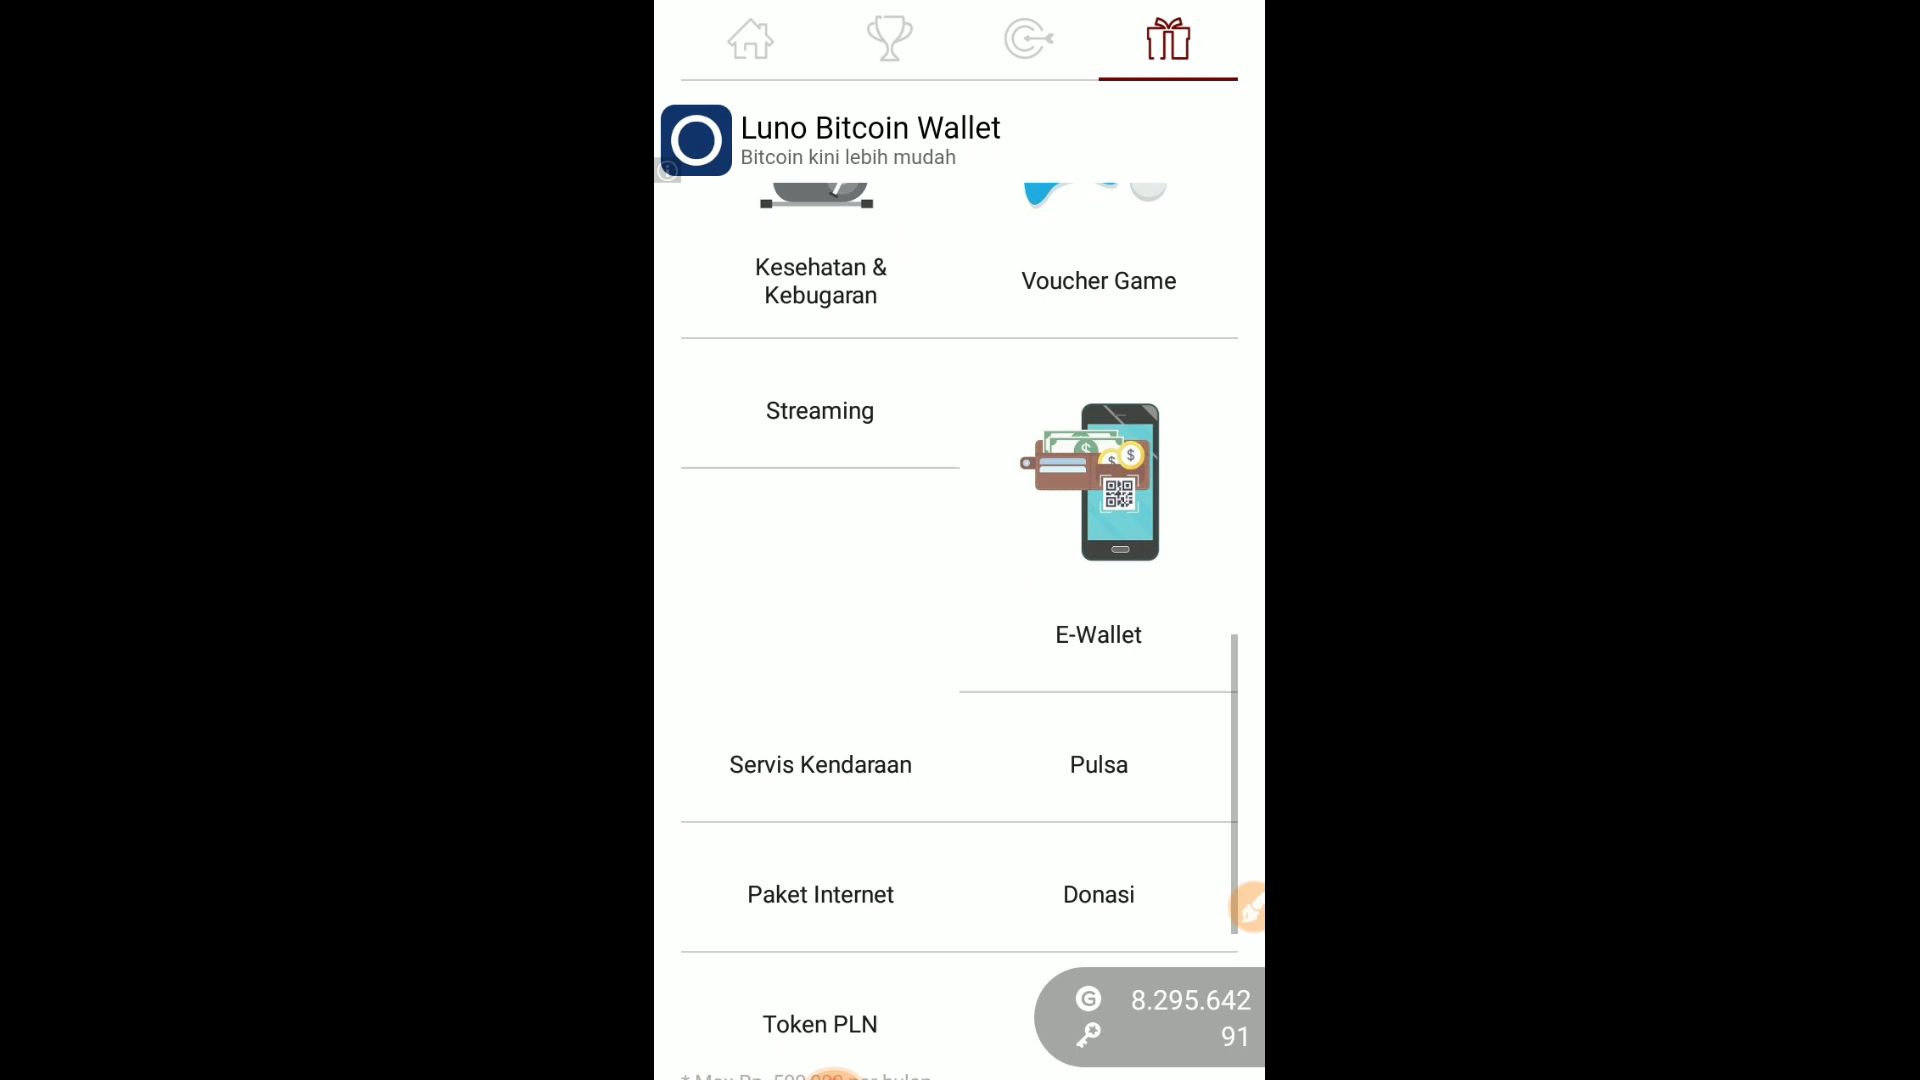 Luno Bitcoin Wallet
Bitcoin kini lebih mudah
Kesehatan &
Kebugaran
Voucher Game
Streaming
E-Wallet
Servis Kendaraan
Pulsa
Paket Internet
Donasi
G 8.295.642
91
Token PLN